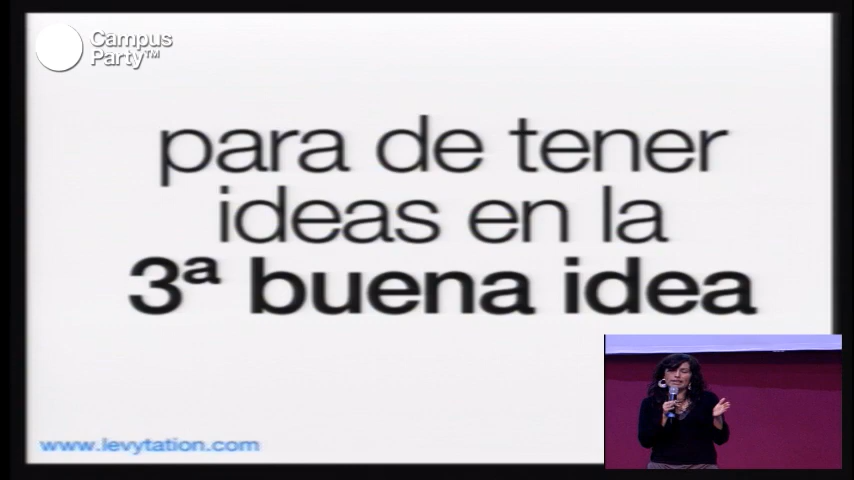 Campus
Party™
para de tener
ideas en la
3ª buena idea
www.levytation.com